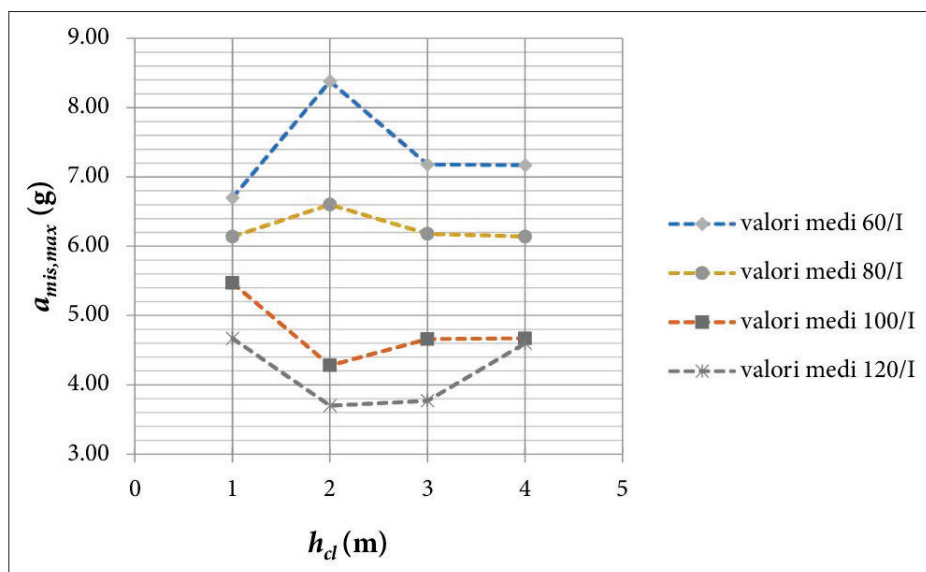 9.00
8.00
7.00
6.00
5.00
4.00
3.00
a_mis,max (g)
0 1 2 3 4 5
h_cl (m)
valori medi 60/I
valori medi 80/I
valori medi 100/I
valori medi 120/I